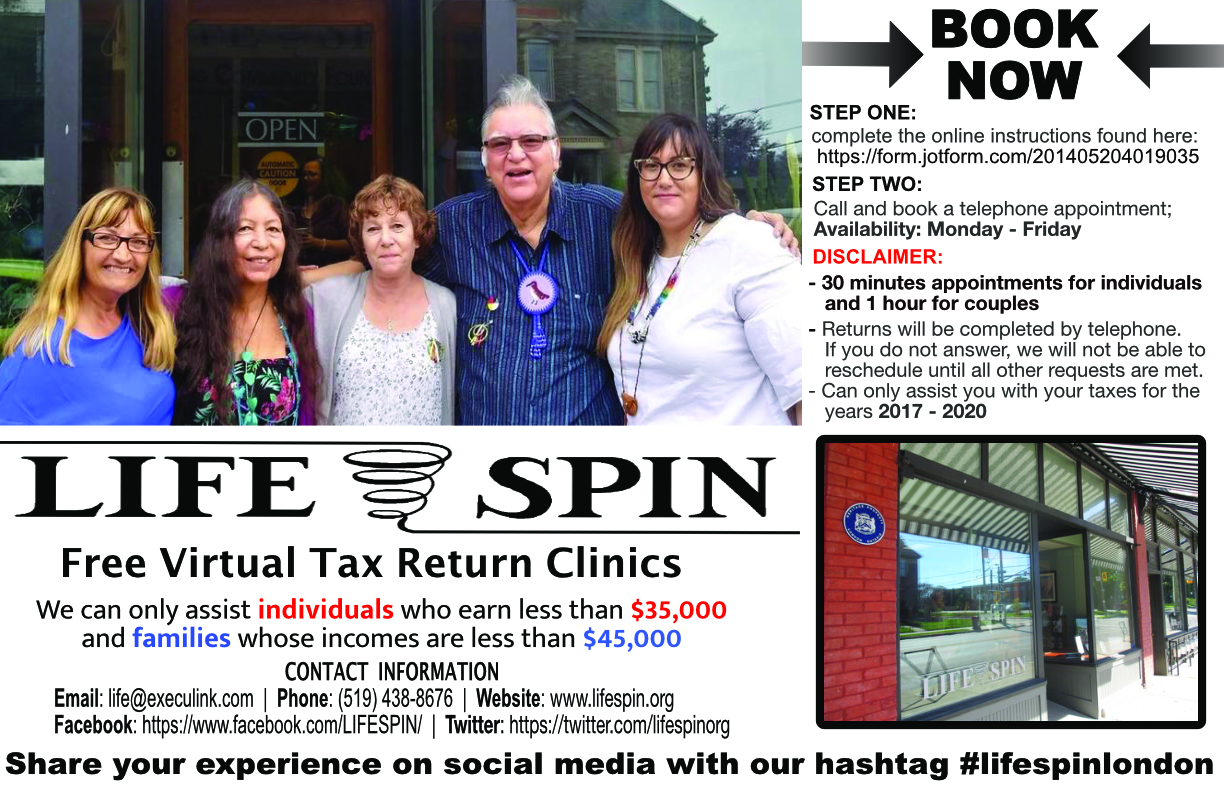 LIFE SPIN
OPEN
AUTOMATIC
CAUTION
DOOR
BOOK
NOW
STEP ONE:
complete the online instructions found here:
https://form.jotform.com/201405204019035
STEP TWO:
Call and book a telephone appointment;
Availability: Monday - Friday
DISCLAIMER:
- 30 minutes appointments for individuals
and 1 hour for couples
- Returns will be completed by telephone.
If you do not answer, we will not be able to
reschedule until all other requests are met.
- Can only assist you with your taxes for the
years 2017 - 2020
LIFE SPIN
Free Virtual Tax Return Clinics
We can only assist individuals who earn less than $35,000
and families whose incomes are less than $45,000
CONTACT INFORMATION
Email: life@execulink.com | Phone: (519) 438-8676 | Website: www.lifespin.org
Facebook: https://www.facebook.com/LIFESPIN/ | Twitter: https://twitter.com/lifespinorg
LIFE SPIN
Share your experience on social media with our hashtag #lifespinlondon